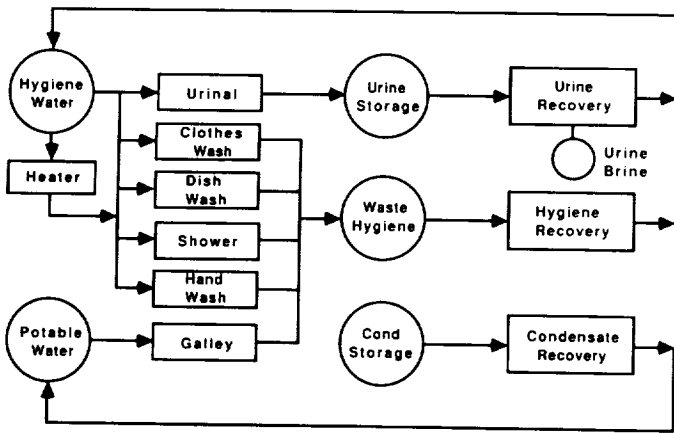 Hygiene
Water
Urinal
Urine
Storage
Urine
Recovery
Clothes
Wash
Urine
Brine
Heater
Dish
Wash
Waste
Hygiene
Hygiene
Recovery
Shower
Hand
Wash
Potable
Water
Galley
Cond
Storage
Condensate
Recovery